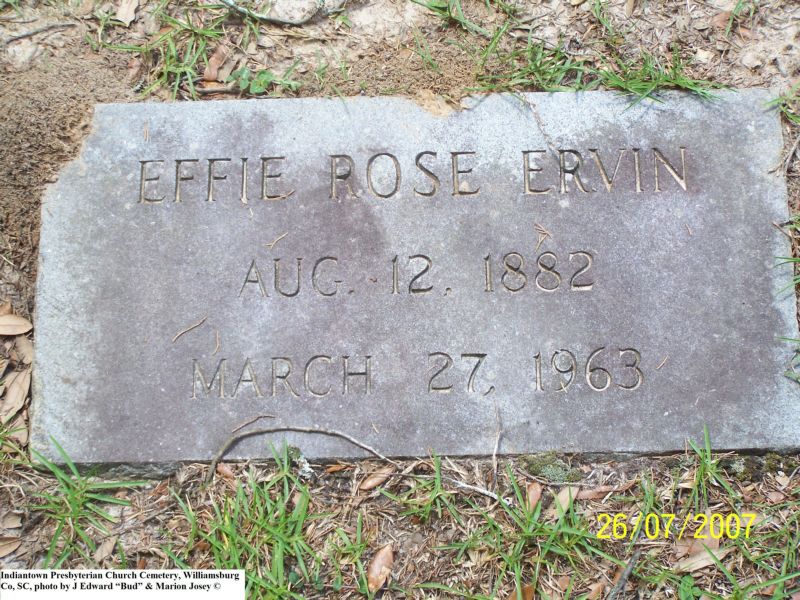 EFFIE ROSE ERVIN
AUG. 12, 1882
MARCH 27, 1963
26/07/2007
Indiantown Presbyterian Church Cemetery, Williamsburg
Co, SC, photo by J Edward “Bud” & Marion Josey ©